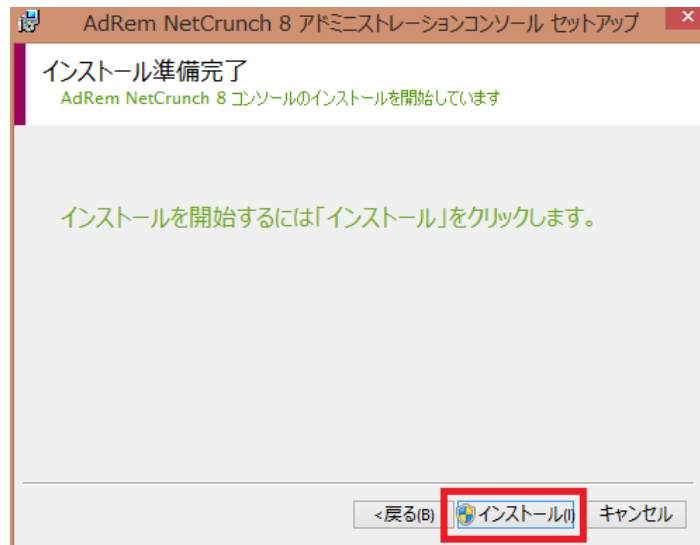 AdRem NetCrunch 8 アドミニストレーションコンソール セットアップ
インストール準備完了
AdRem NetCrunch 8 コンソールのインストールを開始しています
インストールを開始するには「インストール」をクリックします。
<戻る(B) インストール(I) キャンセル